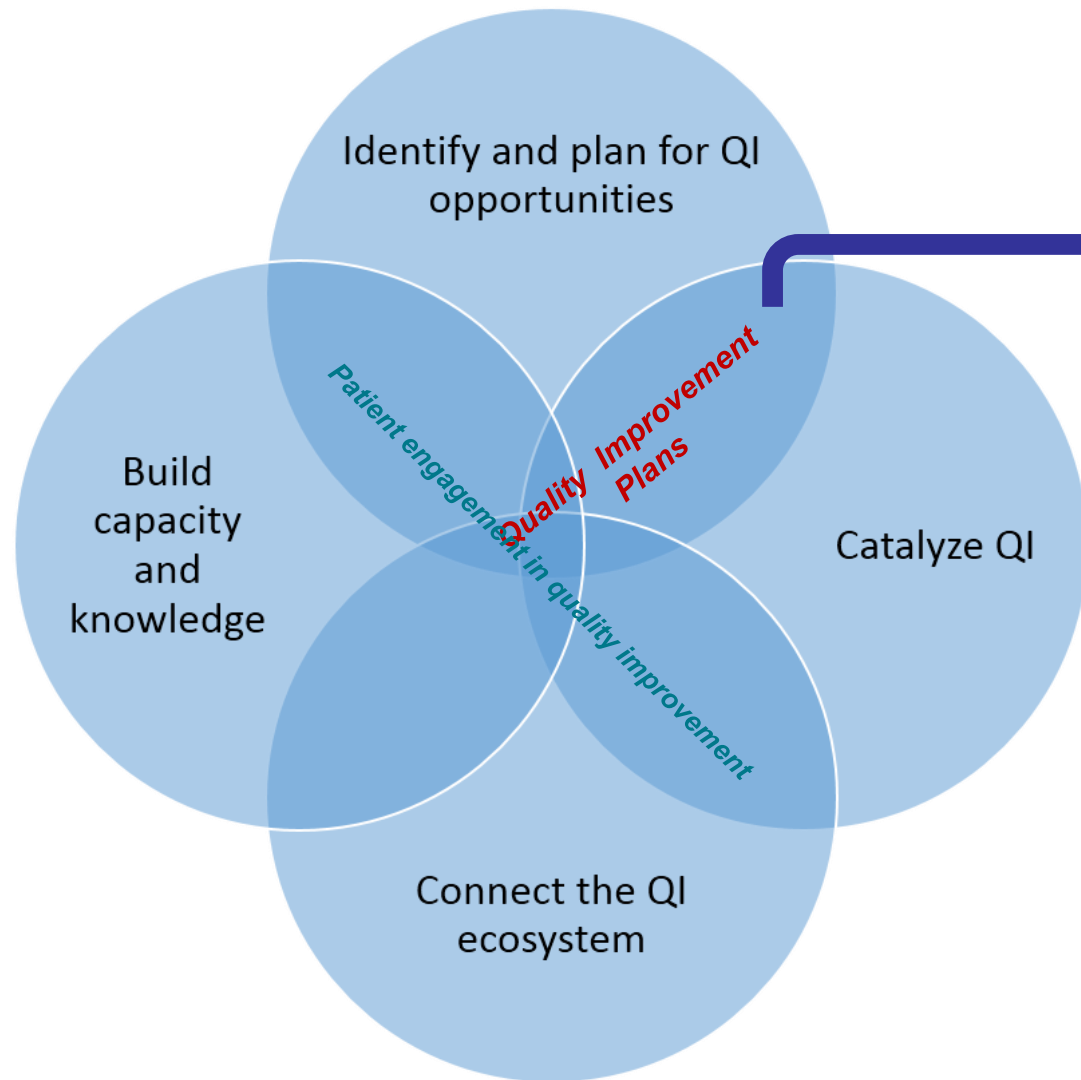 Identify and plan for QI
opportunities
Quality Improvement
Plans
Patient engagement in quality improvement
Build
capacity
and
knowledge
Catalyze QI
Connect the QI
ecosystem